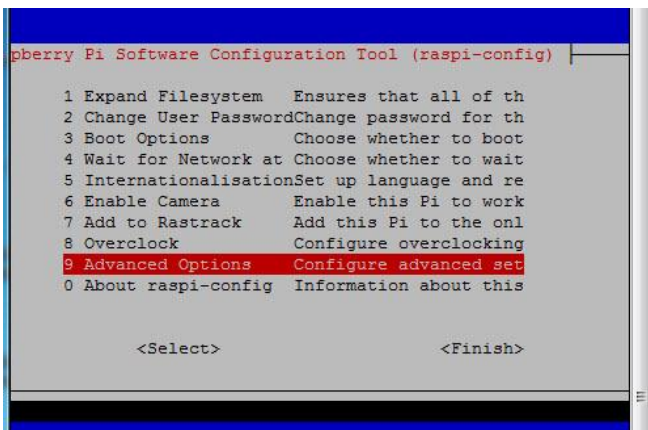 pberry Pi Software Configuration Tool (raspi-config)
1 Expand Filesystem Ensures that all of th
2 Change User PasswordChange password for th
3 Boot Options Choose whether to boot
4 Wait for Network at Choose whether to wait
5 InternationalisationSet up language and re
6 Enable Camera Enable this Pi to work
7 Add to Rastrack Add this Pi to the onl
8 Overclock Configure overclocking
9 Advanced Options Configure advanced set
0 About raspi-config Information about this
<Select> <Finish>